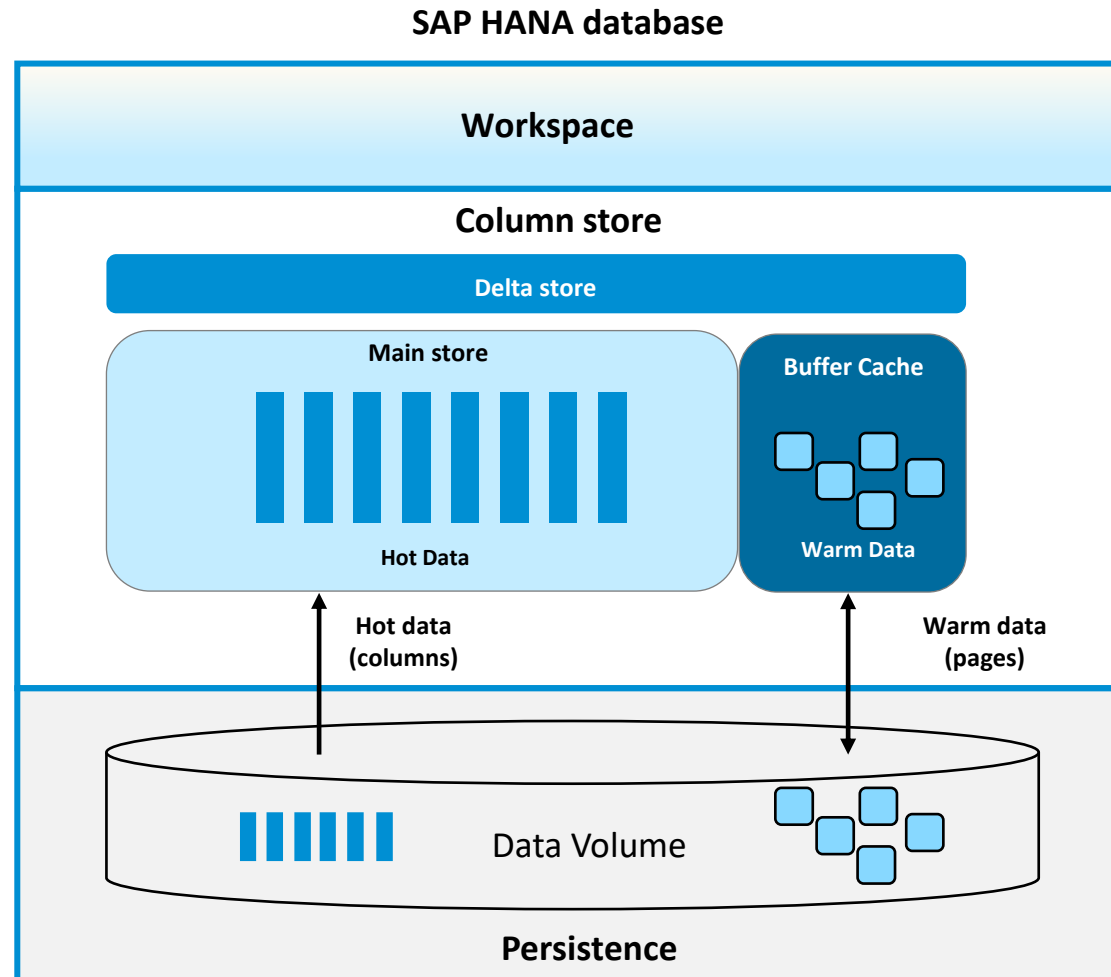 SAP HANA database
Workspace
Column store
Delta store
Main store
Buffer Cache
Hot Data
Warm Data
Hot data
(columns)
Warm data
(pages)
Data Volume
Persistence